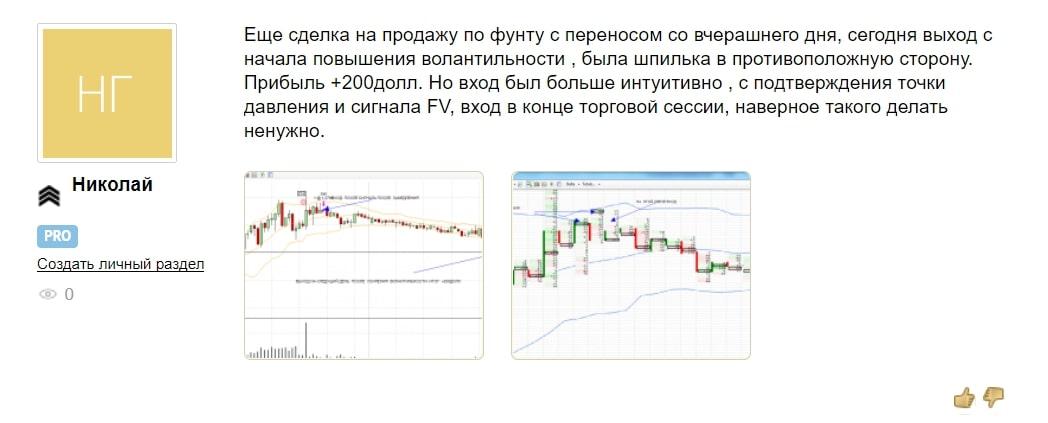 НГ
Николай
PRO
Создать личный раздел
0
Еще сделка на продажу по фунту с переносом со вчерашнего дня, сегодня выход с
начала повышения волантильности , была шпилька в противоположную сторону.
Прибыль +200долл. Но вход был больше интуитивно , с подтверждения точки
давления и сигнала FV, вход в конце торговой сессии, наверное такого делать
ненужно.